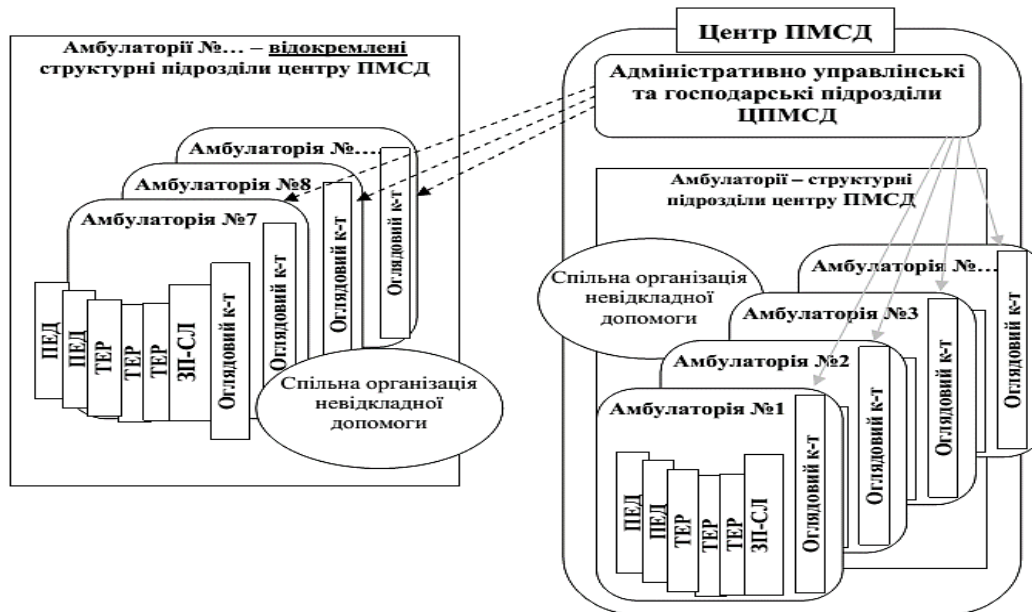 Амбулаторії №… – відокремлені
структурні підрозділи центру ПМСД
Амбулаторія №…
Амбулаторія №8
Амбулаторія №7
ПЕД
ПЕД
ТЕР
ТЕР
ТЕР
ЗП-СЛ
Оглядовий к-т
Оглядовий к-т
Оглядовий к-т
Оглядовий к-т
Спільна організація
невідкладної
допомоги
Центр ПМСД
Адміністративно управлінські
та господарські підрозділи
ЦПМСД
Амбулаторії – структурні
підрозділи центру ПМСД
Спільна організація
невідкладної
допомоги
Амбулаторія №…
Амбулаторія №3
Амбулаторія №2
Амбулаторія №1
ПЕД
ПЕД
ТЕР
ТЕР
ТЕР
ЗП-СЛ
Оглядовий к-т
Оглядовий к-т
Оглядовий к-т
Оглядовий к-т